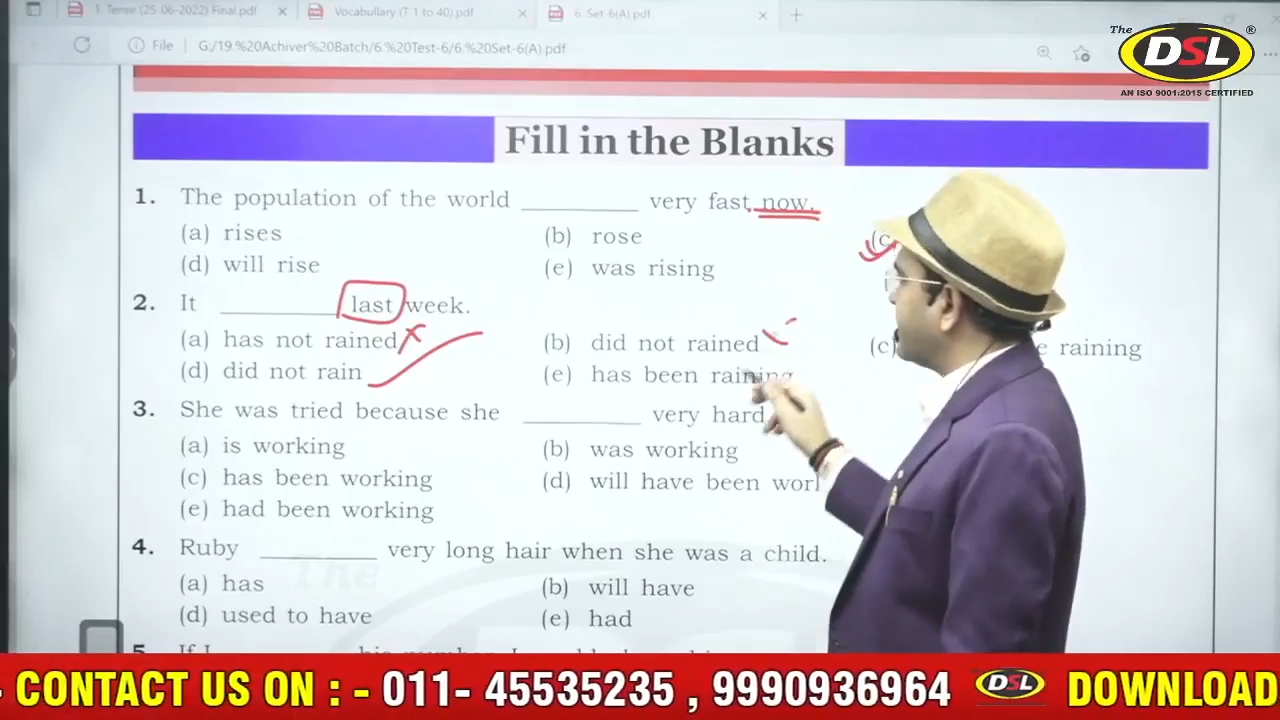 1. Tense (25-06-2022) Final.pdf
Vocabullary (T 1 to 40).pdf
6. Set-6(A).pdf
File G:/19.%20Achiver%20Batch/6.%20Test-6/6.%20Set-6(A).pdf
The DSL ®
AN ISO 9001:2015 CERTIFIED
Fill in the Blanks
1. The population of the world ________ very fast now.
(a) rises (b) rose (c
(d) will rise (e) was rising
2. It ________ last week.
(a) has not rained (b) did not rained (c) e raining
(d) did not rain (e) has been raining
3. She was tried because she ________ very hard
(a) is working (b) was working
(c) has been working (d) will have been worl
(e) had been working
4. Ruby ________ very long hair when she was a child.
The
(a) has (b) will have
(d) used to have (e) had
5. If I
- CONTACT US ON : - 011- 45535235 , 9990936964 DSL DOWNLOAD